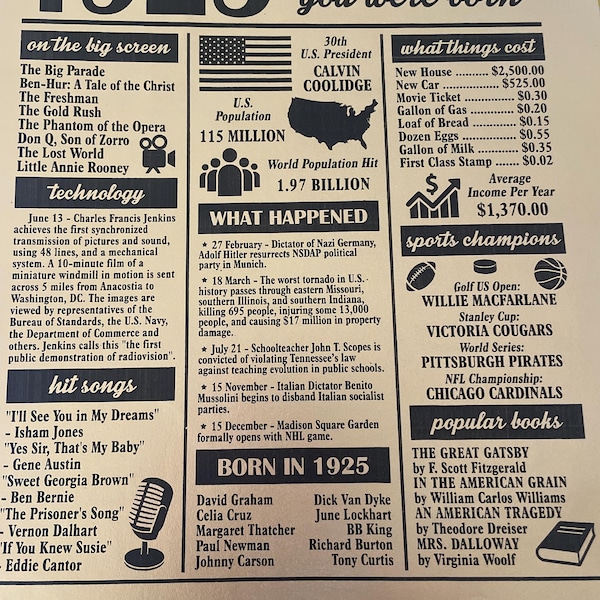 1925
you were born
on the big screen
The Big Parade
Ben-Hur: A Tale of the Christ
The Freshman
The Gold Rush
The Phantom of the Opera
Don Q, Son of Zorro
The Lost World
Little Annie Rooney
technology
June 13 - Charles Francis Jenkins
achieves the first synchronized
transmission of pictures and sound,
using 48 lines, and a mechanical
system. A 10-minute film of a
miniature windmill in motion is sent
across 5 miles from Anacostia to
Washington, DC. The images are
viewed by representatives of the
Bureau of Standards, the U.S. Navy,
the Department of Commerce and
others. Jenkins calls this "the first
public demonstration of radiovision".
hit songs
"I'll See You in My Dreams"
- Isham Jones
"Yes Sir, That's My Baby"
- Gene Austin
"Sweet Georgia Brown"
- Ben Bernie
"The Prisoner's Song"
- Vernon Dalhart
"If You Knew Susie"
- Eddie Cantor
30th
U.S. President
CALVIN
COOLIDGE
U.S.
Population
115 MILLION
World Population Hit
1.97 BILLION
WHAT HAPPENED
★ 27 February - Dictator of Nazi Germany,
Adolf Hitler resurrects NSDAP political
party in Munich.
★ 18 March - The worst tornado in U.S.
history passes through eastern Missouri,
southern Illinois, and southern Indiana,
killing 695 people, injuring some 13,000
people, and causing $17 million in property
damage.
★ July 21 - Schoolteacher John T. Scopes is
convicted of violating Tennessee's law
against teaching evolution in public schools.
★ 15 November - Italian Dictator Benito
Mussolini begins to disband Italian socialist
parties.
★ 15 December - Madison Square Garden
formally opens with NHL game.
BORN IN 1925
David Graham Dick Van Dyke
Celia Cruz June Lockhart
Margaret Thatcher BB King
Paul Newman Richard Burton
Johnny Carson Tony Curtis
what things cost
New House .......... $2,500.00
New Car ............... $525.00
Movie Ticket ............. $0.30
Gallon of Gas ............ $0.20
Loaf of Bread ............ $0.15
Dozen Eggs ............... $0.55
Gallon of Milk ........... $0.35
First Class Stamp ....... $0.02
Average
Income Per Year
$1,370.00
sports champions
Golf US Open:
WILLIE MACFARLANE
Stanley Cup:
VICTORIA COUGARS
World Series:
PITTSBURGH PIRATES
NFL Championship:
CHICAGO CARDINALS
popular books
THE GREAT GATSBY
by F. Scott Fitzgerald
IN THE AMERICAN GRAIN
by William Carlos Williams
AN AMERICAN TRAGEDY
by Theodore Dreiser
MRS. DALLOWAY
by Virginia Woolf